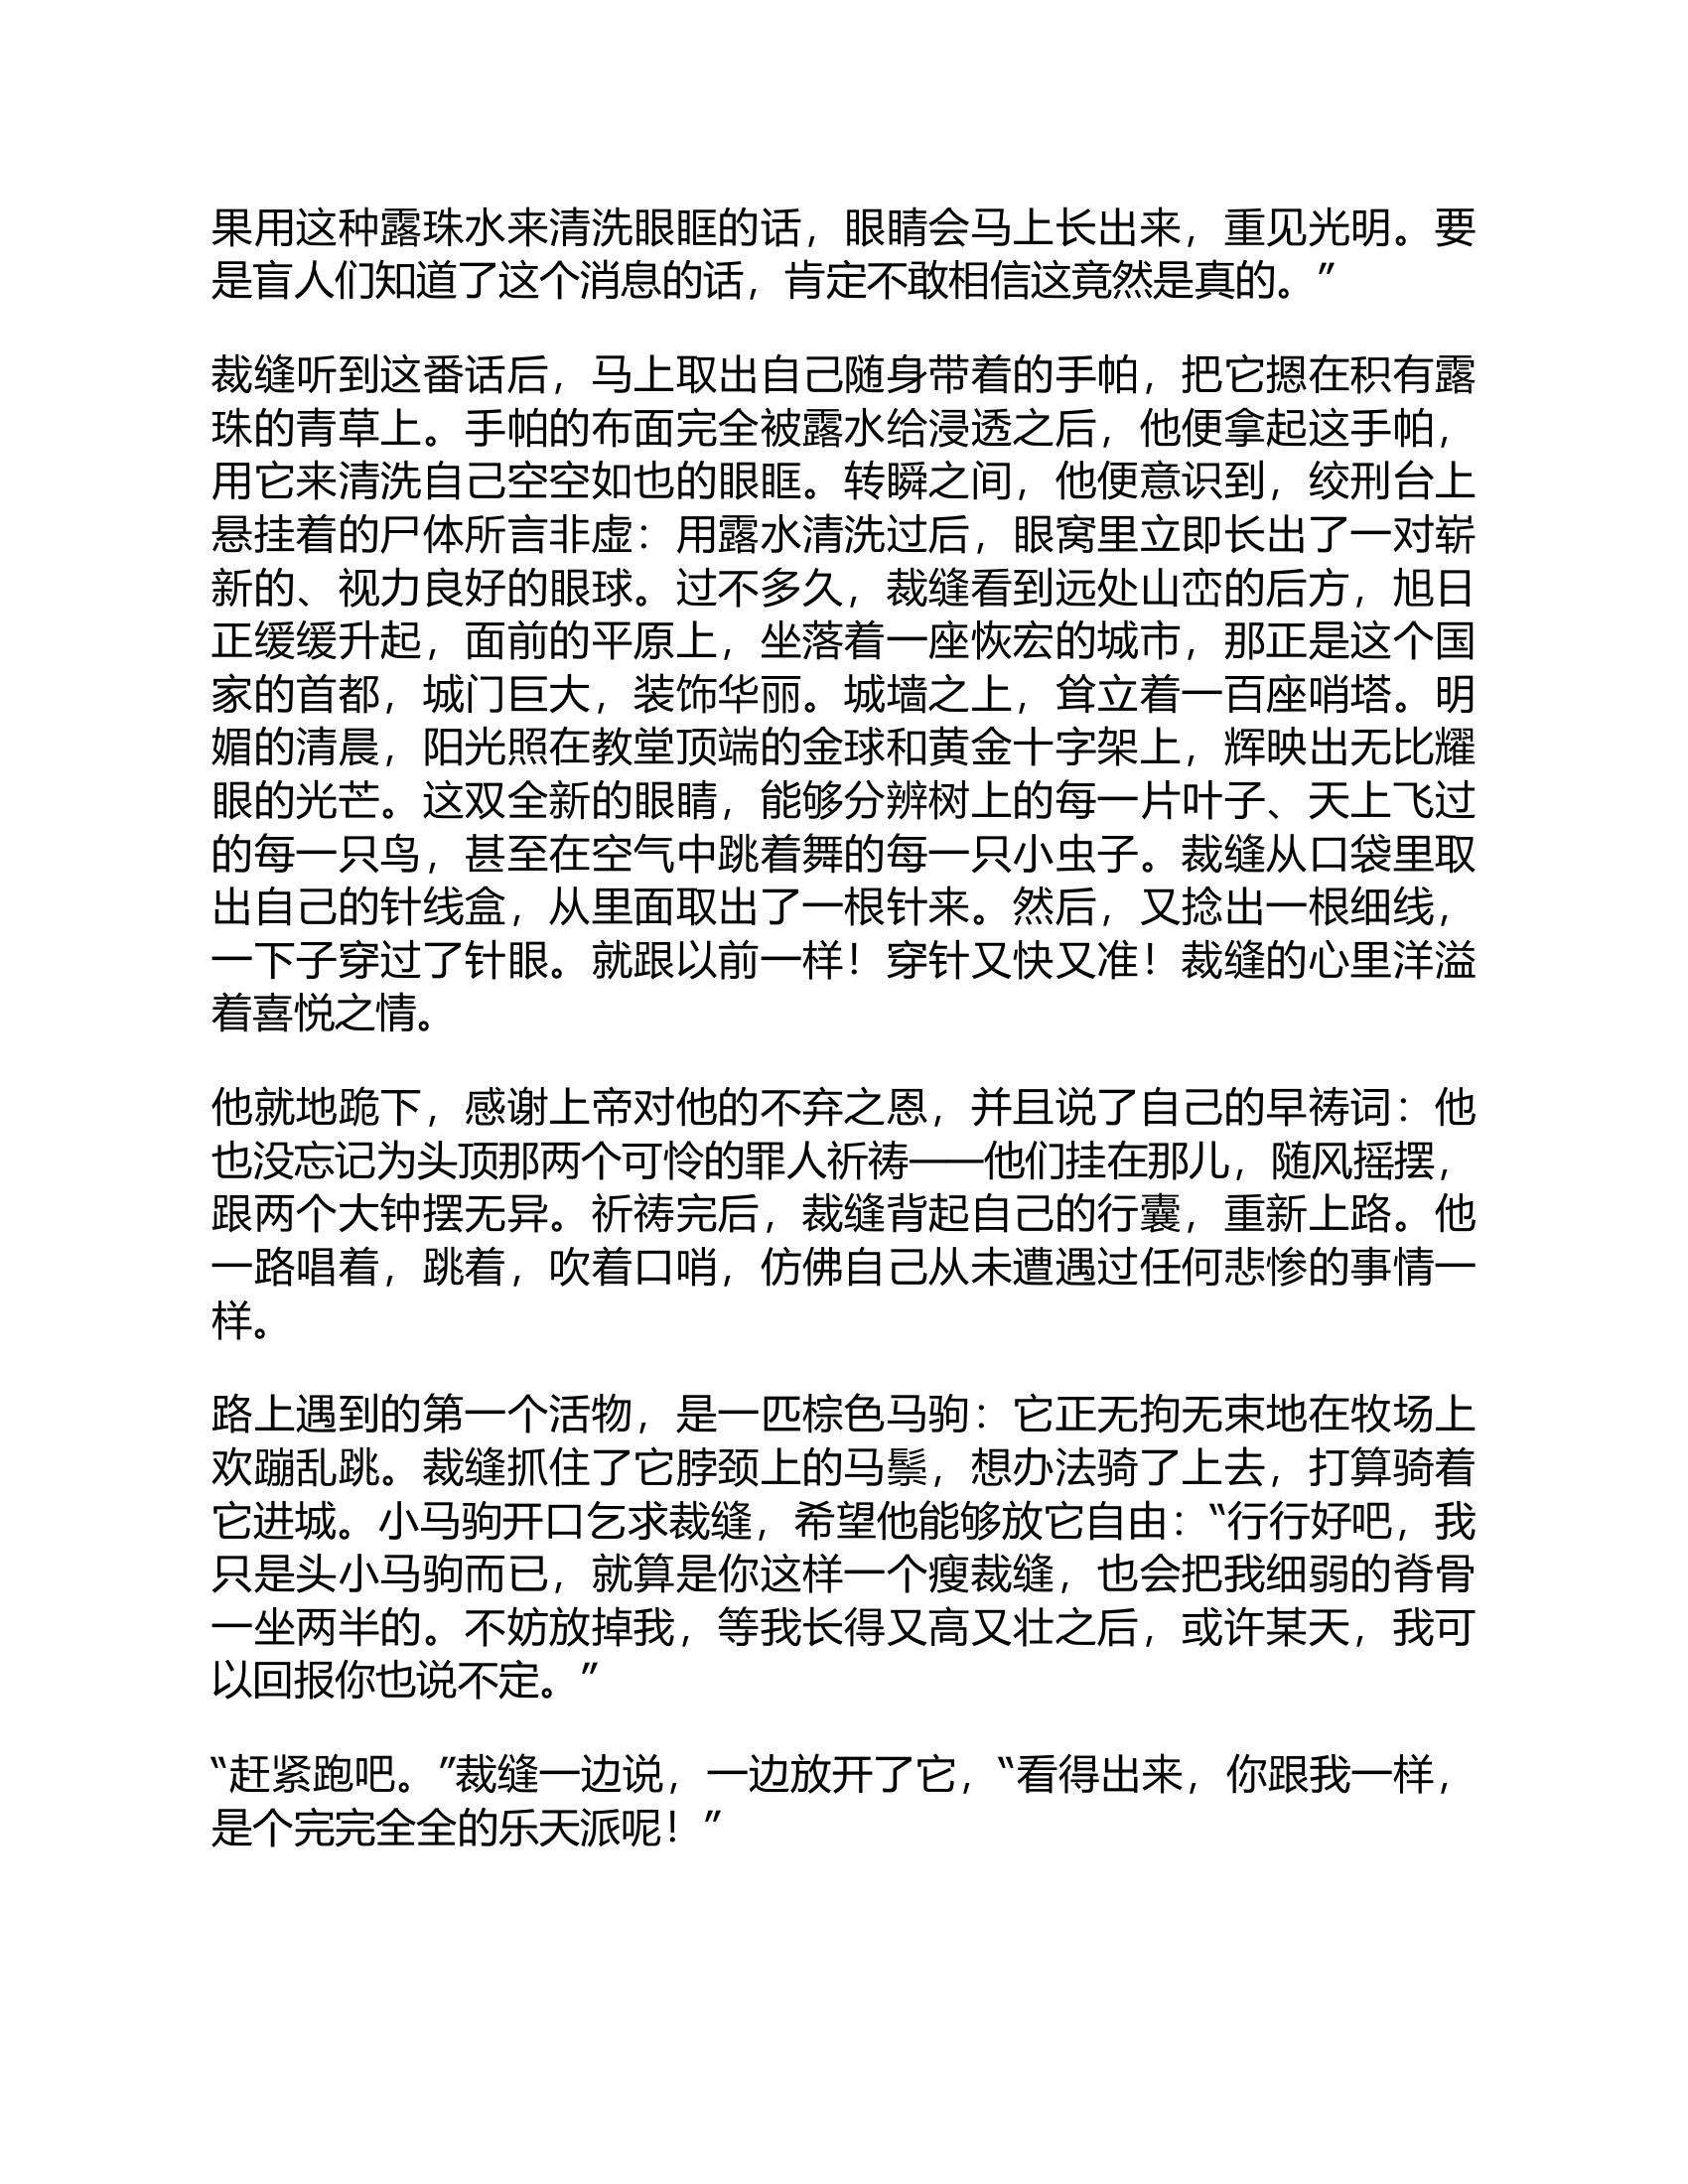 果用这种露珠水来清洗眼眶的话，眼睛会马上长出来，重见光明。要
是盲人们知道了这个消息的话，肯定不敢相信这竟然是真的。”
裁缝听到这番话后，马上取出自己随身带着的手帕，把它摁在积有露
珠的青草上。手帕的布面完全被露水给浸透之后，他便拿起这手帕，
用它来清洗自己空空如也的眼眶。转瞬之间，他便意识到，绞刑台上
悬挂着的尸体所言非虚：用露水清洗过后，眼窝里立即长出了一对崭
新的、视力良好的眼球。过不多久，裁缝看到远处山峦的后方，旭日
正缓缓升起，面前的平原上，坐落着一座恢宏的城市，那正是这个国
家的首都，城门巨大，装饰华丽。城墙之上，耸立着一百座哨塔。明
媚的清晨，阳光照在教堂顶端的金球和黄金十字架上，辉映出无比耀
眼的光芒。这双全新的眼睛，能够分辨树上的每一片叶子、天上飞过
的每一只鸟，甚至在空气中跳着舞的每一只小虫子。裁缝从口袋里取
出自己的针线盒，从里面取出了一根针来。然后，又捻出一根细线，
一下子穿过了针眼。就跟以前一样！穿针又快又准！裁缝的心里洋溢
着喜悦之情。
他就地跪下，感谢上帝对他的不弃之恩，并且说了自己的早祷词：他
也没忘记为头顶那两个可怜的罪人祈祷——他们挂在那儿，随风摇摆，
跟两个大钟摆无异。祈祷完后，裁缝背起自己的行囊，重新上路。他
一路唱着，跳着，吹着口哨，仿佛自己从未遭遇过任何悲惨的事情一
样。
路上遇到的第一个活物，是一匹棕色马驹：它正无拘无束地在牧场上
欢蹦乱跳。裁缝抓住了它脖颈上的马鬃，想办法骑了上去，打算骑着
它进城。小马驹开口乞求裁缝，希望他能够放它自由：“行行好吧，我
只是头小马驹而已，就算是你这样一个瘦裁缝，也会把我细弱的脊骨
一坐两半的。不妨放掉我，等我长得又高又壮之后，或许某天，我可
以回报你也说不定。”
“赶紧跑吧。”裁缝一边说，一边放开了它，“看得出来，你跟我一样，
是个完完全全的乐天派呢！”